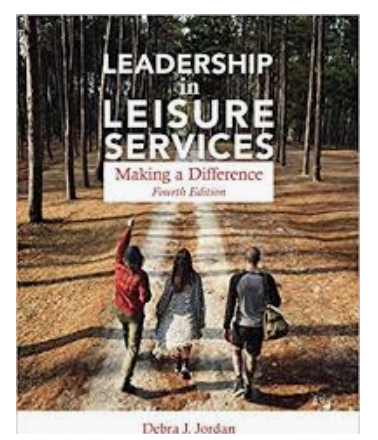 LEADERSHIP
in
LEISURE
SERVICES
Making a Difference
Fourth Edition
Debra J. Jordan